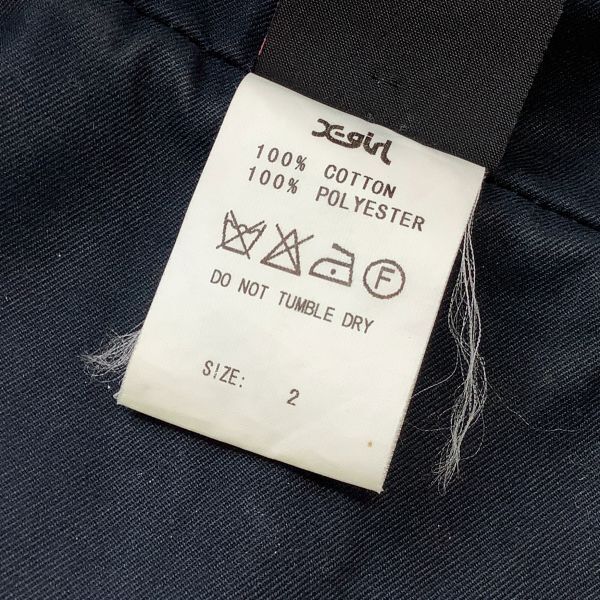 X-girl
100% COTTON
100% POLYESTER
F
DO NOT TUMBLE DRY
SIZE: 2